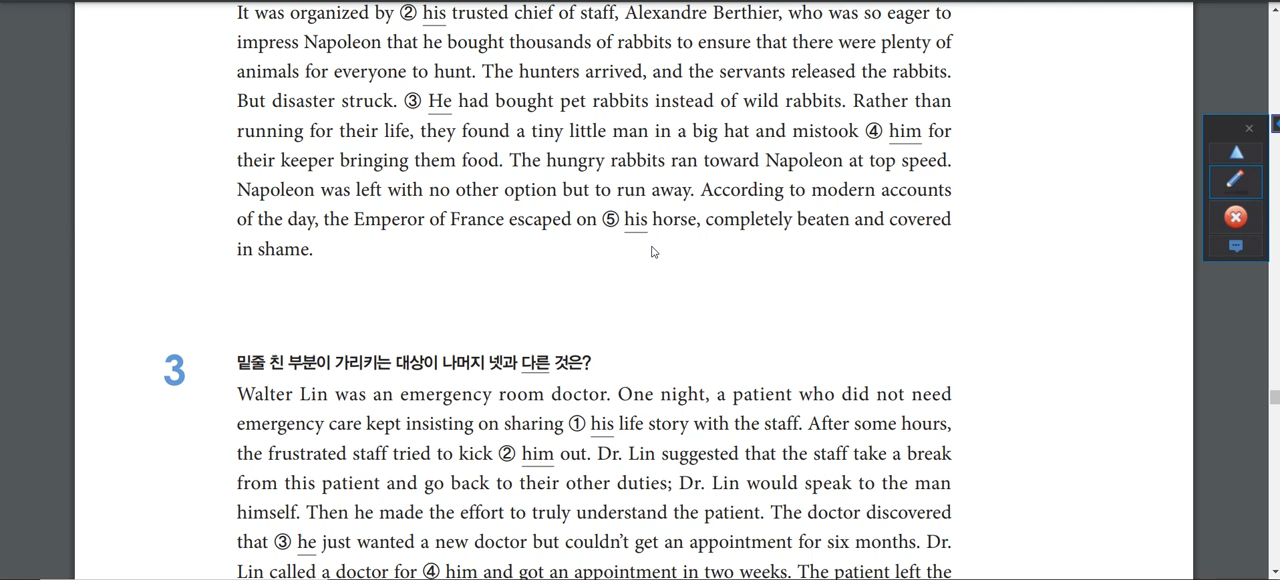 It was organized by ② his trusted chief of staff, Alexandre Berthier, who was so eager to
impress Napoleon that he bought thousands of rabbits to ensure that there were plenty of
animals for everyone to hunt. The hunters arrived, and the servants released the rabbits.
But disaster struck. ③ He had bought pet rabbits instead of wild rabbits. Rather than
running for their life, they found a tiny little man in a big hat and mistook ④ him for
their keeper bringing them food. The hungry rabbits ran toward Napoleon at top speed.
Napoleon was left with no other option but to run away. According to modern accounts
of the day, the Emperor of France escaped on ⑤ his horse, completely beaten and covered
in shame.
3
밑줄 친 부분이 가리키는 대상이 나머지 넷과 다른 것은?
Walter Lin was an emergency room doctor. One night, a patient who did not need
emergency care kept insisting on sharing ① his life story with the staff. After some hours,
the frustrated staff tried to kick ② him out. Dr. Lin suggested that the staff take a break
from this patient and go back to their other duties; Dr. Lin would speak to the man
himself. Then he made the effort to truly understand the patient. The doctor discovered
that ③ he just wanted a new doctor but couldn't get an appointment for six months. Dr.
Lin called a doctor for ④ him and got an appointment in two weeks. The patient left the